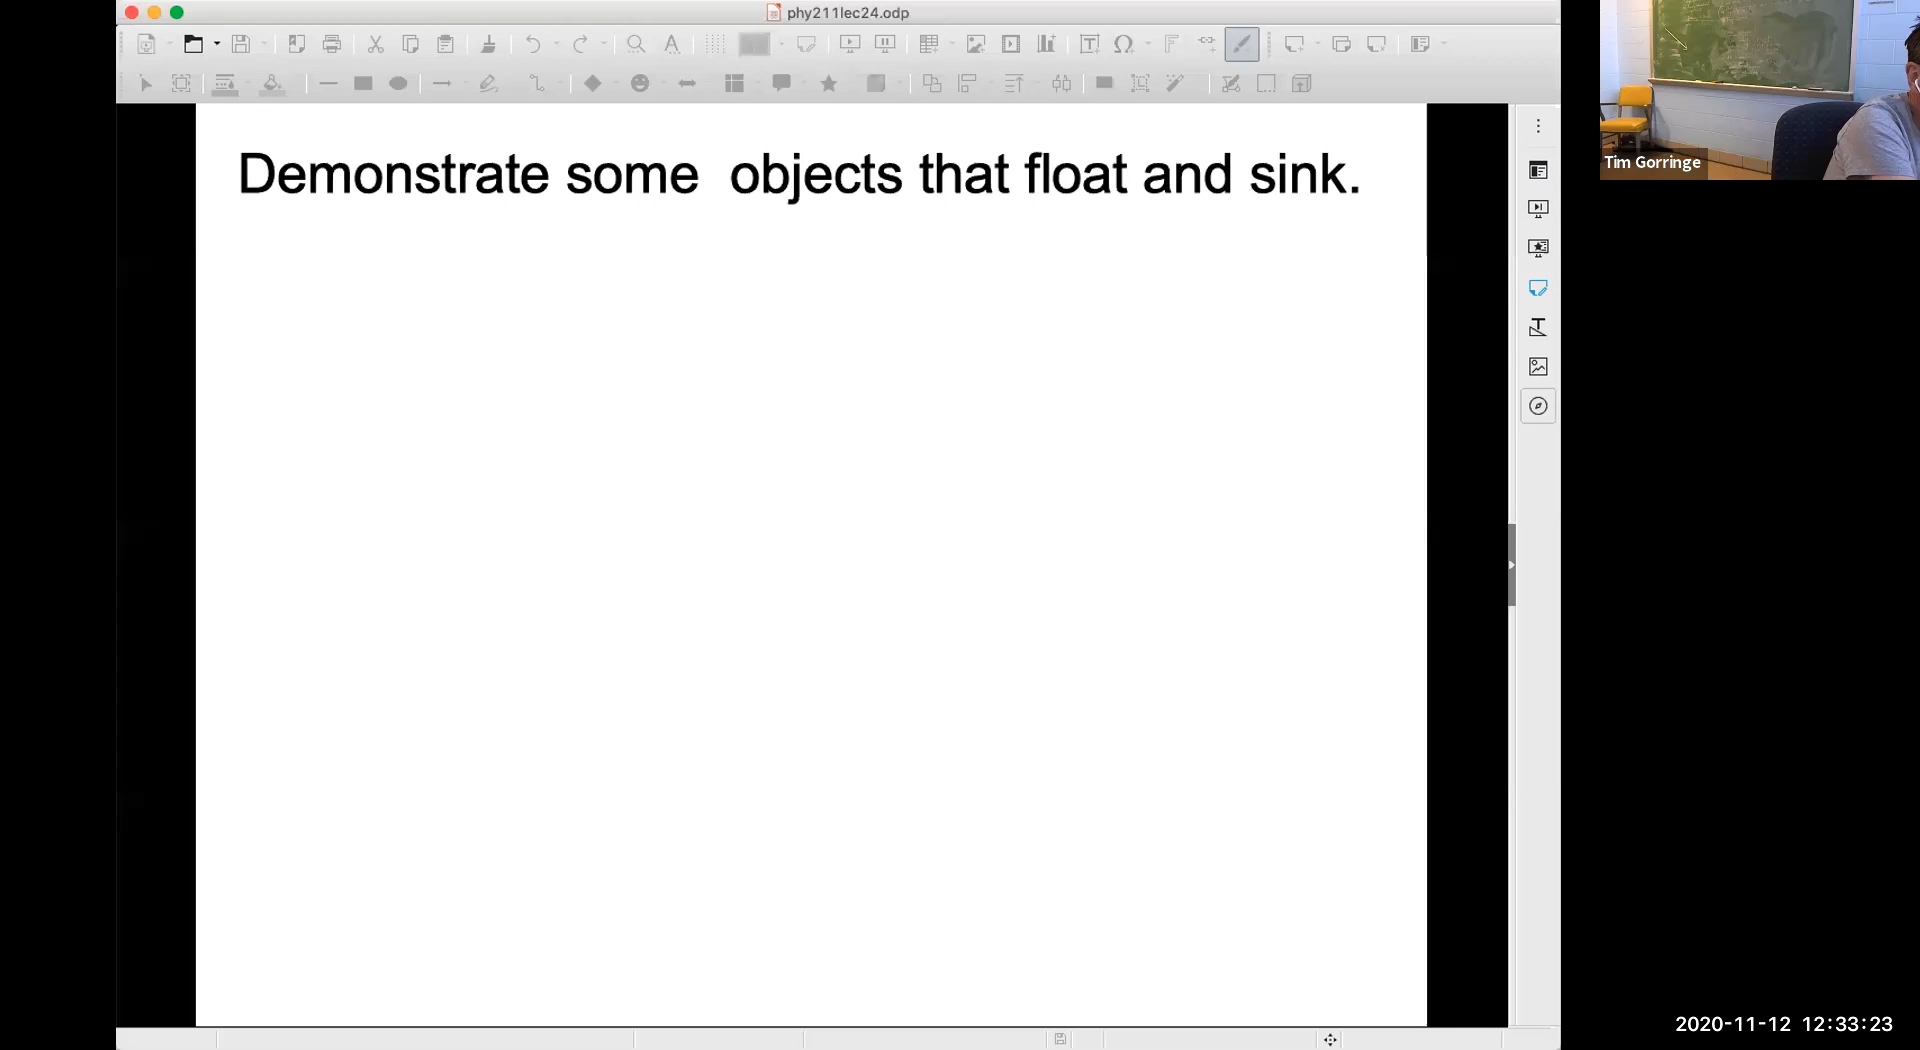 phy211lec24.odp
Demonstrate some  objects that float and sink.
Tim Gorringe
2020-11-12 12:33:23